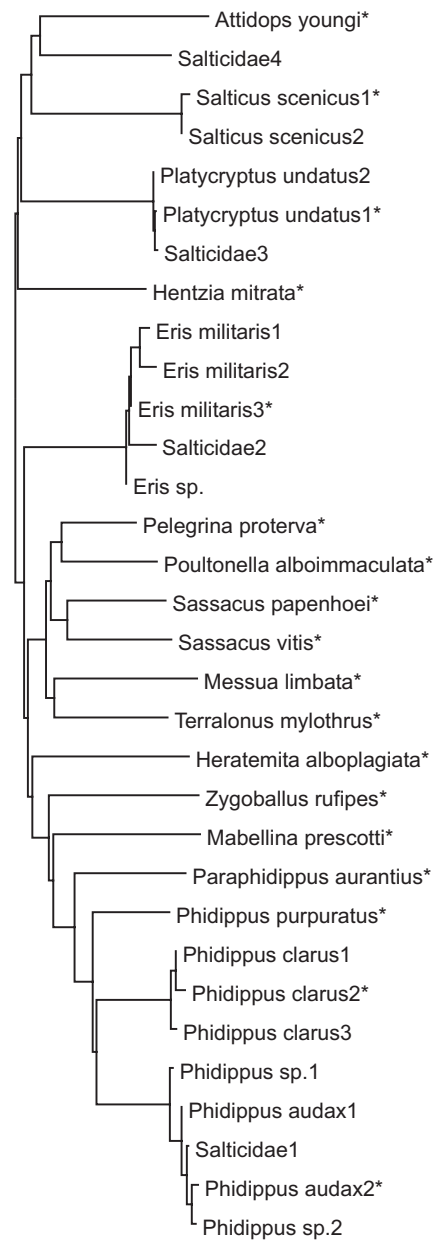 Attidops youngi*
Salticidae4
Salticus scenicus1*
Salticus scenicus2
Platycryptus undatus2
Platycryptus undatus1*
Salticidae3
Hentzia mitrata*
Eris militaris1
Eris militaris2
Eris militaris3*
Salticidae2
Eris sp.
Pelegrina proterva*
Poultonella alboimmaculata*
Sassacus papenhoei*
Sassacus vitis*
Messua limbata*
Terralonus mylothrus*
Heratemita alboplagiata*
Zygoballus rufipes*
Mabellina prescotti*
Paraphidippus aurantius*
Phidippus purpuratus*
Phidippus clarus1
Phidippus clarus2*
Phidippus clarus3
Phidippus sp.1
Phidippus audax1
Salticidae1
Phidippus audax2*
Phidippus sp.2